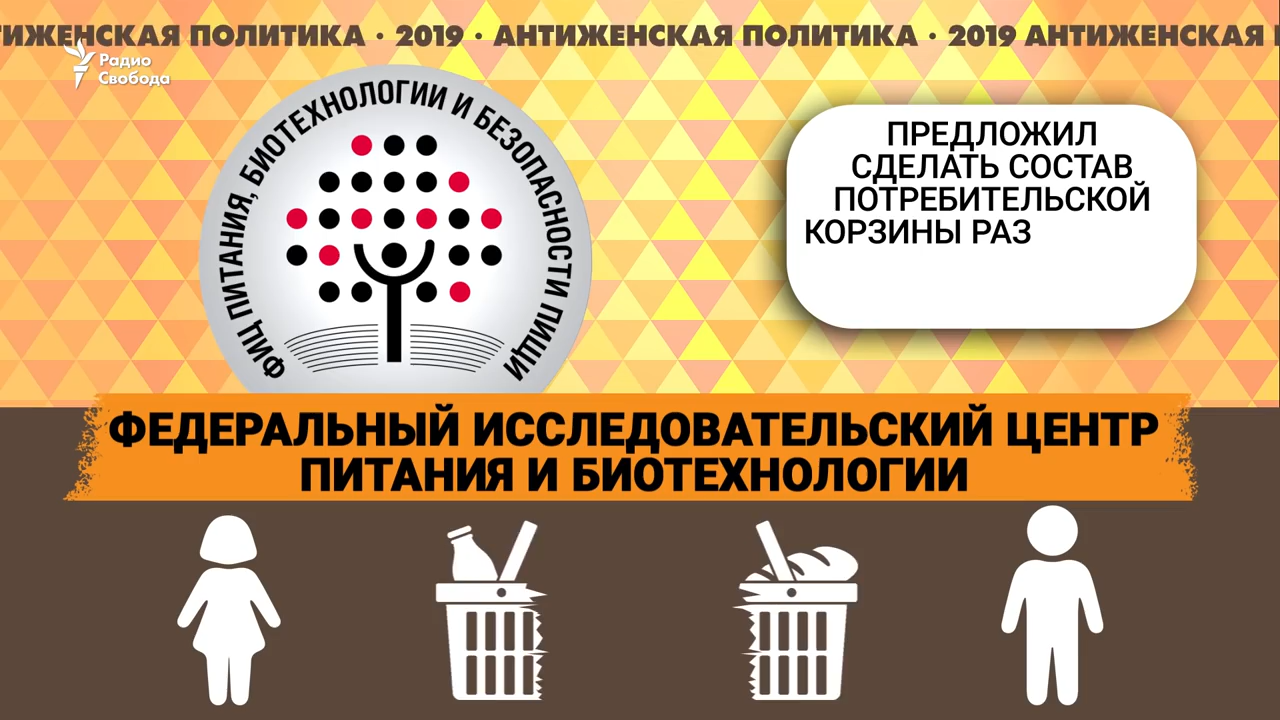 ТИЖЕНСКАЯ ПОЛИТИКА · 2019 · АНТИЖЕНСКАЯ ПОЛИТИКА · 2019 АНТИЖЕНСКАЯ
Радио
Свобода
ФИЦ ПИТАНИЯ, БИОТЕХНОЛОГИИ И БЕЗОПАСНОСТИ ПИЩИ
ПРЕДЛОЖИЛ
СДЕЛАТЬ СОСТАВ
ПОТРЕБИТЕЛЬСКОЙ
КОРЗИНЫ РАЗ
ФЕДЕРАЛЬНЫЙ ИССЛЕДОВАТЕЛЬСКИЙ ЦЕНТР
ПИТАНИЯ И БИОТЕХНОЛОГИИ